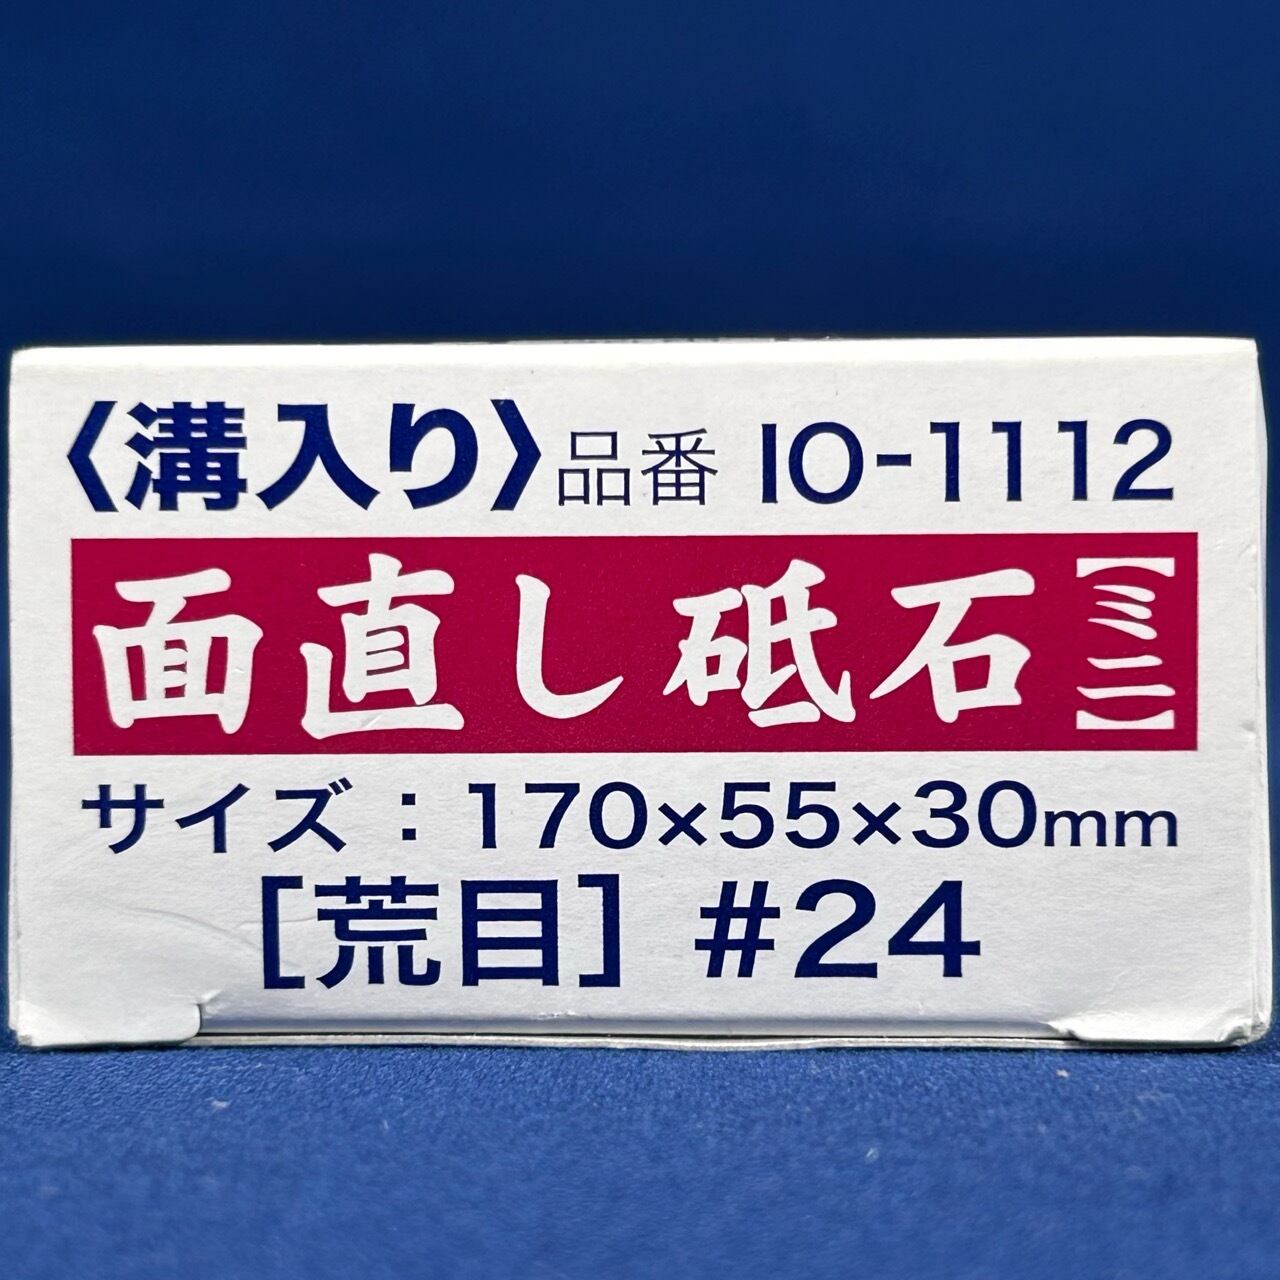 〈溝入り〉品番 IO-1112
面直し砥石【ミニ】
サイズ：170×55×30mm
［荒目］ #24